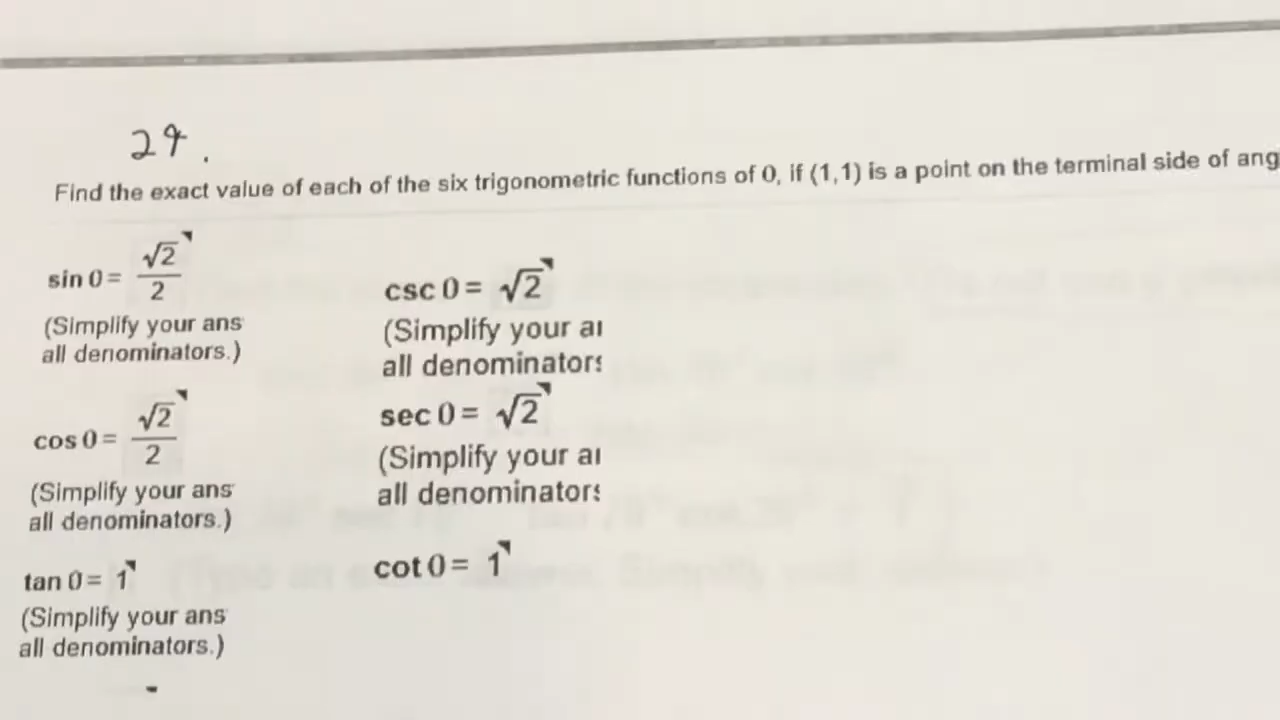 24.
Find the exact value of each of the six trigonometric functions of θ, if (1,1) is a point on the terminal side of ang
sin θ = √2/2
(Simplify your ans
all denominators.)
cos θ = √2/2
(Simplify your ans
all denominators.)
tan θ = 1
(Simplify your ans
all denominators.)
csc θ = √2
(Simplify your a
all denominators
sec θ = √2
(Simplify your a
all denominators
cot θ = 1